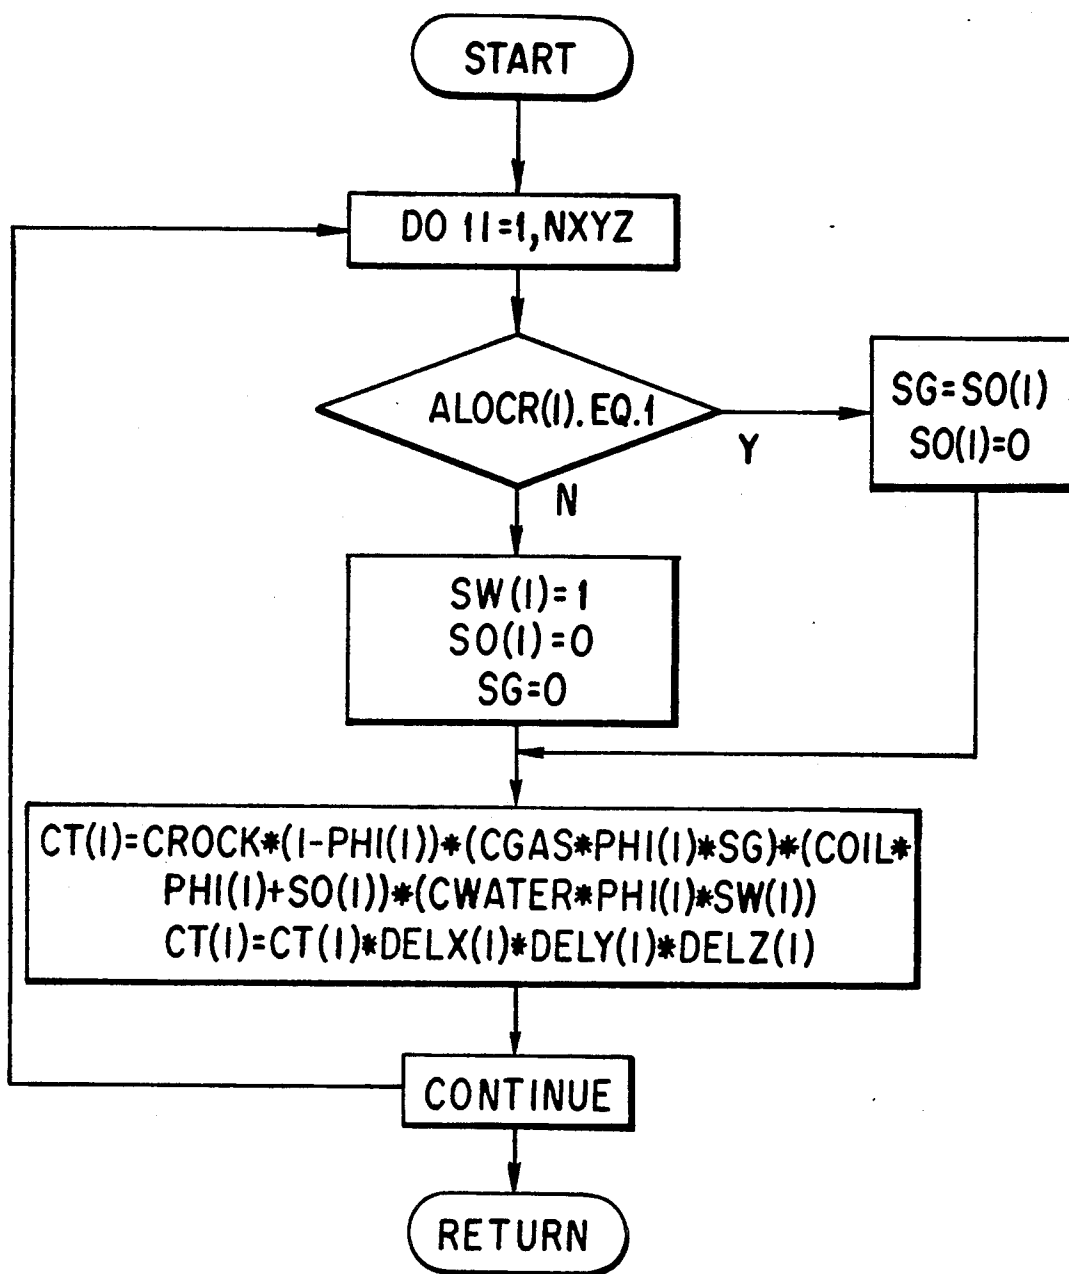 START
DO 1 I=1,NXYZ
ALOCR(I).EQ.1
Y
N
SG=SO(I)
SO(I)=0
SW(I)=1
SO(I)=0
SG=0
CT(I)=CROCK*(1-PHI(I))*(CGAS*PHI(I)*SG)*(COIL*
PHI(I)+SO(I))*(CWATER*PHI(I)*SW(I))
CT(I)=CT(I)*DELX(I)*DELY(I)*DELZ(I)
CONTINUE
RETURN